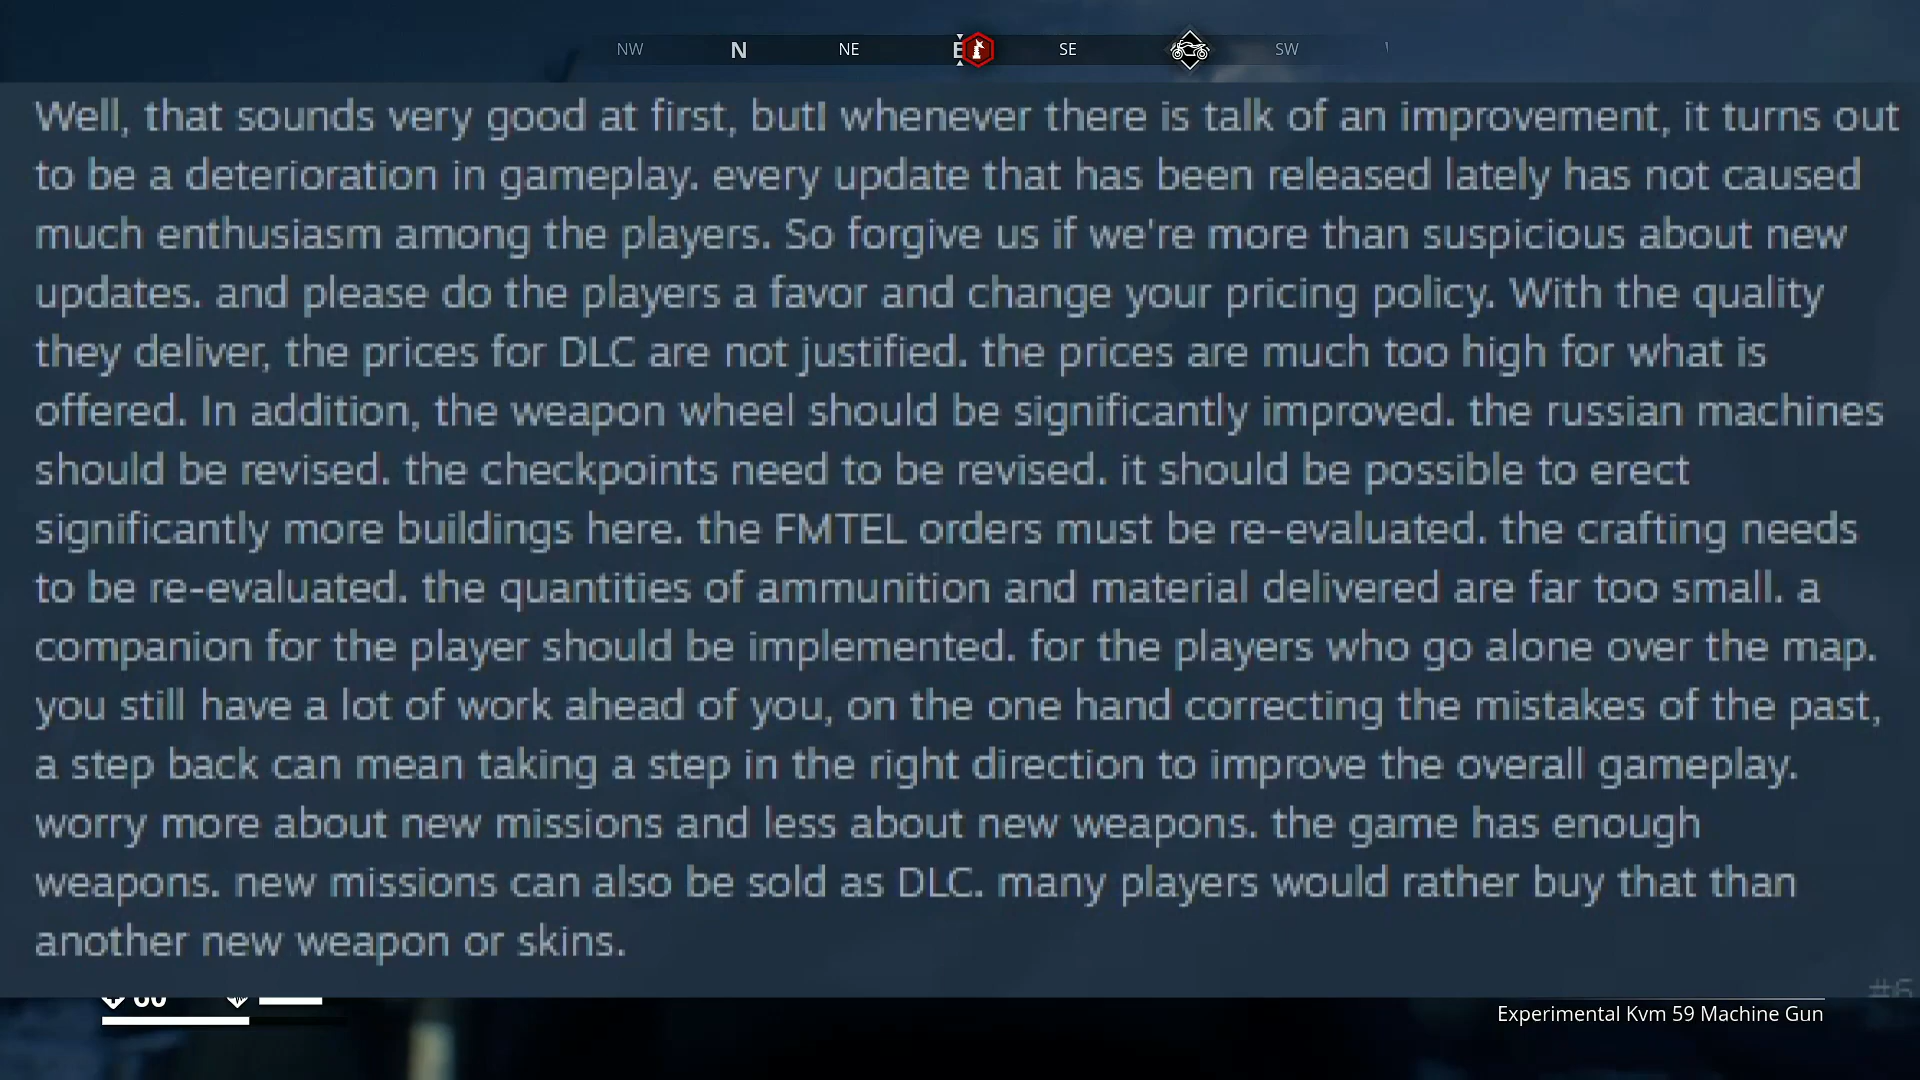 NW N NE E SE SW
Well, that sounds very good at first, butI whenever there is talk of an improvement, it turns out
to be a deterioration in gameplay. every update that has been released lately has not caused
much enthusiasm among the players. So forgive us if we're more than suspicious about new
updates. and please do the players a favor and change your pricing policy. With the quality
they deliver, the prices for DLC are not justified. the prices are much too high for what is
offered. In addition, the weapon wheel should be significantly improved. the russian machines
should be revised. the checkpoints need to be revised. it should be possible to erect
significantly more buildings here. the FMTEL orders must be re-evaluated. the crafting needs
to be re-evaluated. the quantities of ammunition and material delivered are far too small. a
companion for the player should be implemented. for the players who go alone over the map.
you still have a lot of work ahead of you, on the one hand correcting the mistakes of the past,
a step back can mean taking a step in the right direction to improve the overall gameplay.
worry more about new missions and less about new weapons. the game has enough
weapons. new missions can also be sold as DLC. many players would rather buy that than
another new weapon or skins.
Experimental Kvm 59 Machine Gun